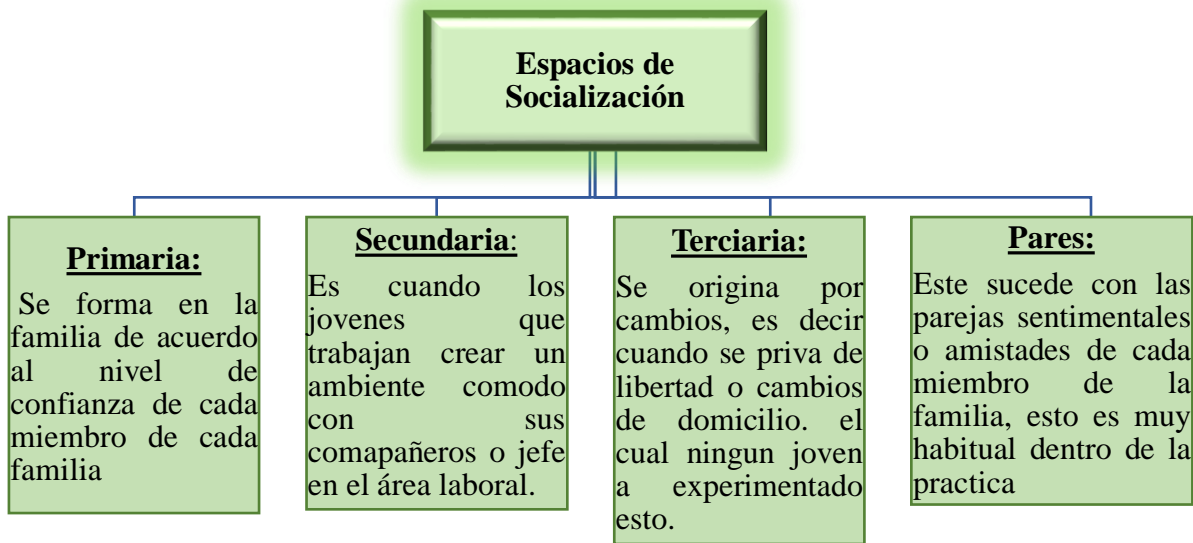 Espacios de
Socialización
Primaria:
Se forma en la
familia de acuerdo
al nivel de
confianza de cada
miembro de cada
familia
Secundaria:
Es cuando los
jovenes que
trabajan crear un
ambiente comodo
con sus
comapañeros o jefe
en el área laboral.
Terciaria:
Se origina por
cambios, es decir
cuando se priva de
libertad o cambios
de domicilio. el
cual ningun joven
a experimentado
esto.
Pares:
Este sucede con las
parejas sentimentales
o amistades de cada
miembro de la
familia, esto es muy
habitual dentro de la
practica